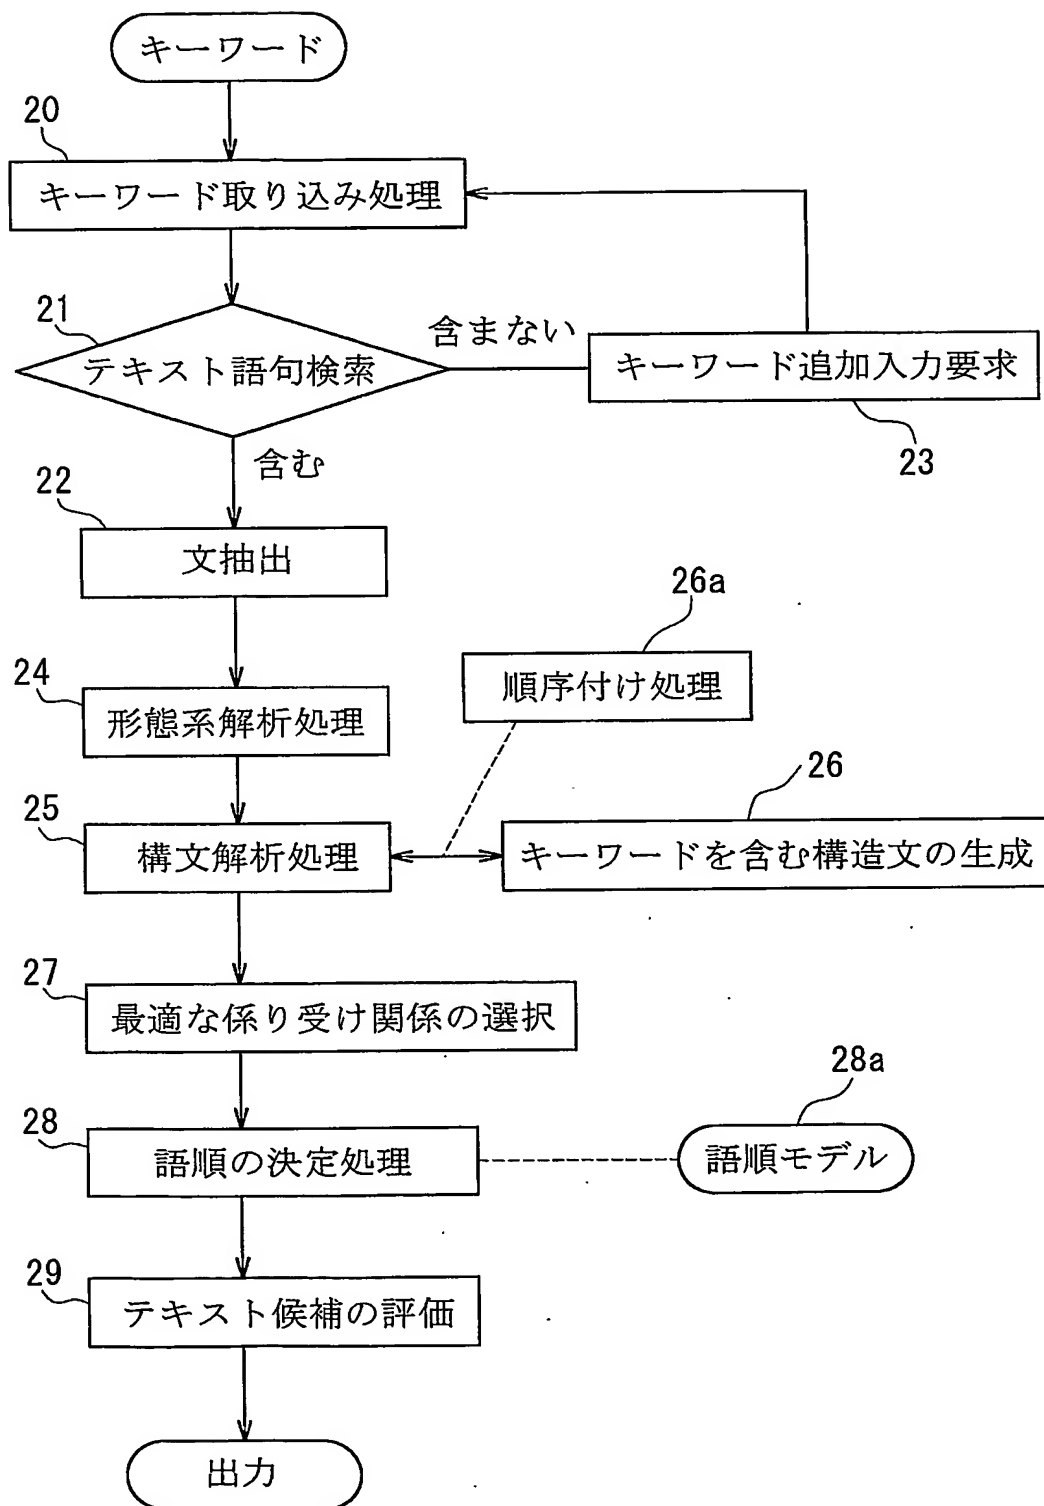 キーワード
20
キーワード取り込み処理
21
テキスト語句検索
含まない
キーワード追加入力要求
23
含む
22
文抽出
26a
順序付け処理
24
形態系解析処理
26
25
構文解析処理
キーワードを含む構造文の生成
27
最適な係り受け関係の選択
28a
28
語順の決定処理
語順モデル
29
テキスト候補の評価
出力